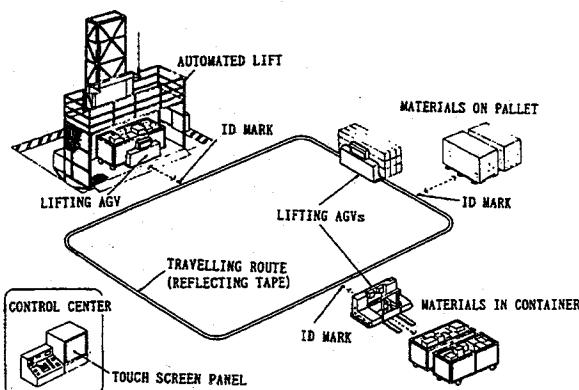 AUTOMATED LIFT
ID MARK
MATERIALS ON PALLET
LIFTING AGV
LIFTING AGVs
ID MARK
TRAVELLING ROUTE
(REFLECTING TAPE)
CONTROL CENTER
ID MARK
MATERIALS IN CONTAINER
TOUCH SCREEN PANEL